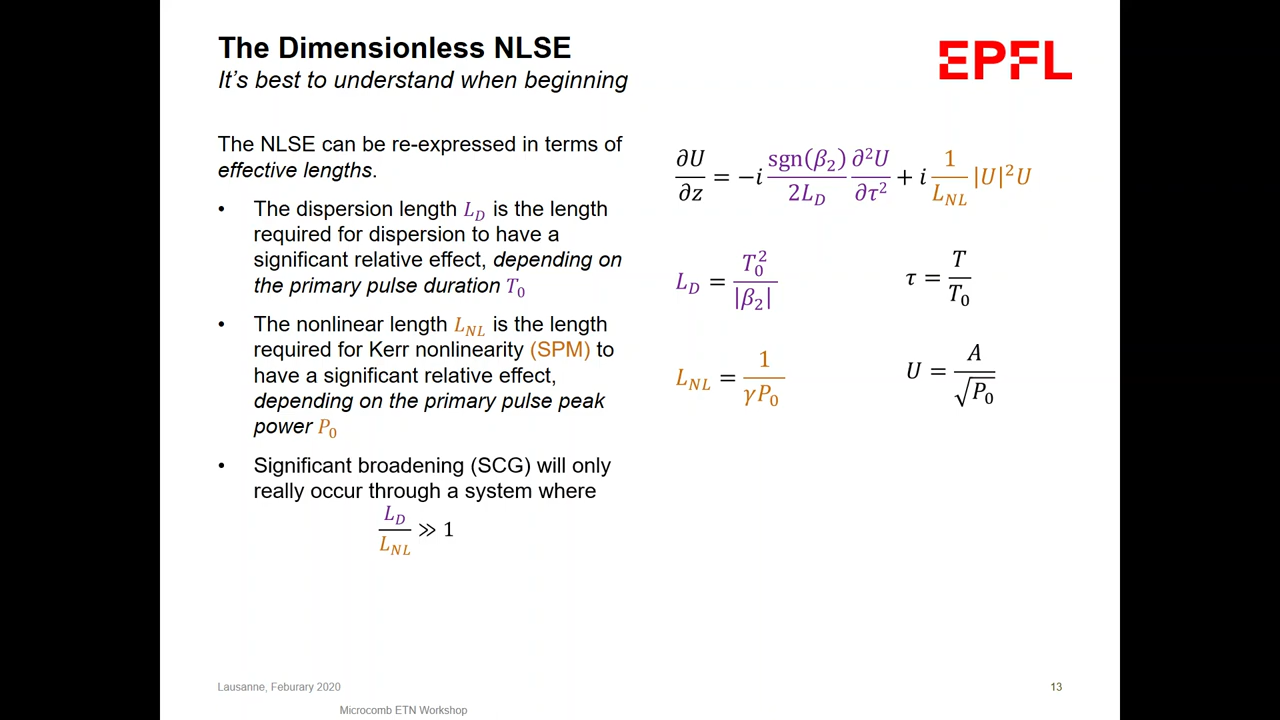 The Dimensionless NLSE
It's best to understand when beginning
EPFL
The NLSE can be re-expressed in terms of
effective lengths.
• The dispersion length L_D is the length
required for dispersion to have a
significant relative effect, depending on
the primary pulse duration T_0
• The nonlinear length L_NL is the length
required for Kerr nonlinearity (SPM) to
have a significant relative effect,
depending on the primary pulse peak
power P_0
• Significant broadening (SCG) will only
really occur through a system where
L_D/L_NL ≫ 1
∂U/∂z = −i sgn(β_2)/2L_D ∂²U/∂τ² + i 1/L_NL |U|²U
L_D = T_0²/|β_2|
τ = T/T_0
L_NL = 1/γP_0
U = A/√P_0
Lausanne, Feburary 2020
13
Microcomb ETN Workshop